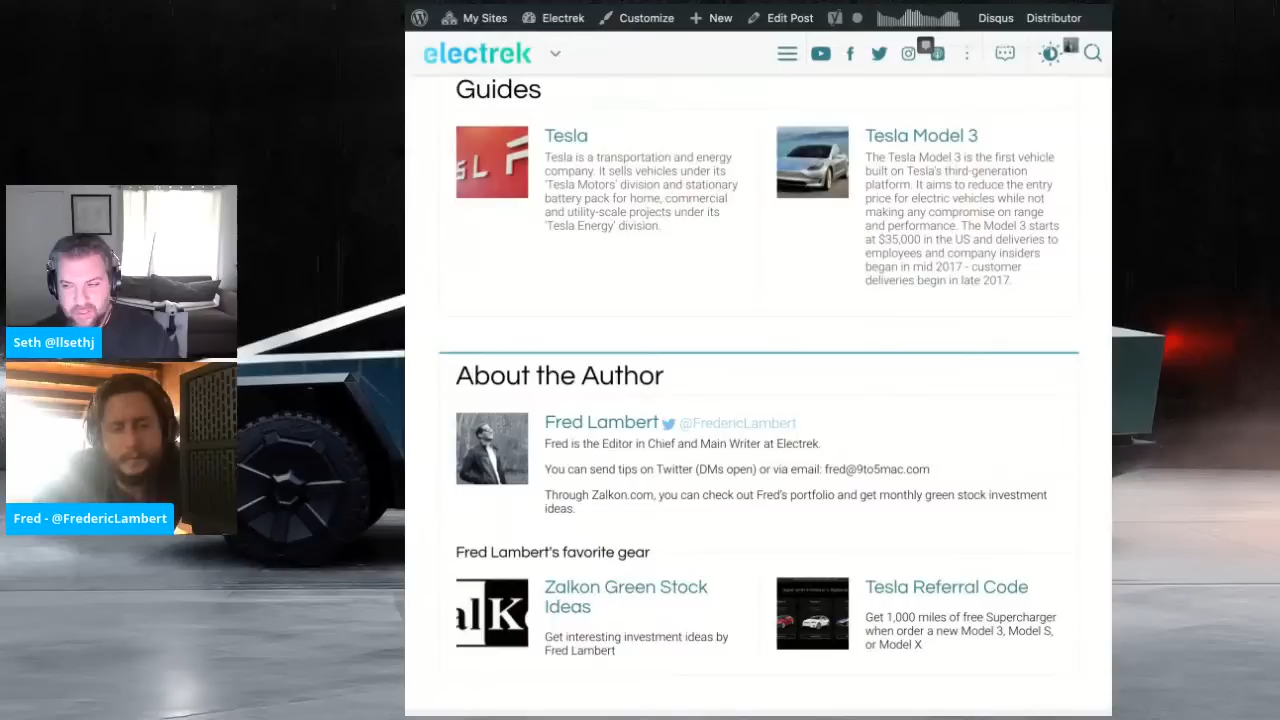 My Sites
Electrek
Customize
New
Edit Post
Disqus
Distributor
electrek
Guides
Tesla
Tesla is a transportation and energy
company. It sells vehicles under its
'Tesla Motors' division and stationary
battery pack for home, commercial
and utility-scale projects under its
'Tesla Energy' division.
Tesla Model 3
The Tesla Model 3 is the first vehicle
built on Tesla's third-generation
platform. It aims to reduce the entry
price for electric vehicles while not
making any compromise on range
and performance. The Model 3 starts
at $35,000 in the US and deliveries to
employees and company insiders
began in mid 2017 - customer
deliveries begin in late 2017.
Seth @llsethj
Fred - @FredericLambert
About the Author
Fred Lambert @FredericLambert
Fred is the Editor in Chief and Main Writer at Electrek.
You can send tips on Twitter (DMs open) or via email: fred@9to5mac.com
Through Zalkon.com, you can check out Fred's portfolio and get monthly green stock investment
ideas.
Fred Lambert's favorite gear
alK
Zalkon Green Stock
Ideas
Get interesting investment ideas by
Fred Lambert
Tesla Referral Code
Get 1,000 miles of free Supercharger
when order a new Model 3, Model S,
or Model X